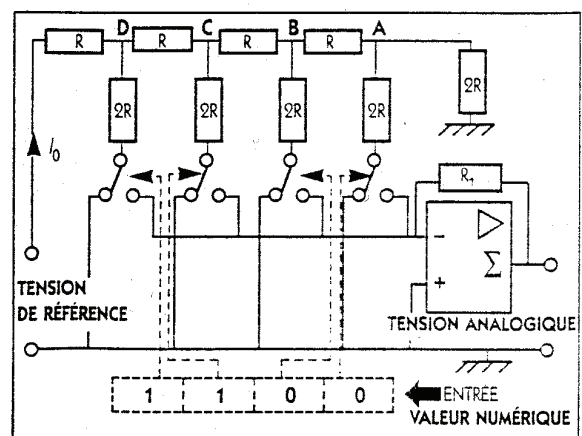 D C B A
R R R R
2R 2R 2R 2R 2R
I0
R1
−
+
Σ
TENSION
DE RÉFÉRENCE
TENSION ANALOGIQUE
1 1 0 0
ENTRÉE
VALEUR NUMÉRIQUE